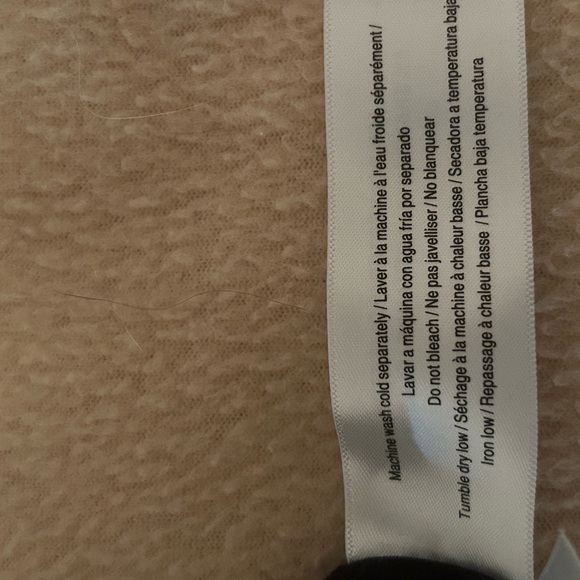 Machine wash cold separately / Laver à la machine à l'eau froide séparément /
Lavar a máquina con agua fría por separado
Do not bleach / Ne pas javelliser / No blanquear
Tumble dry low / Séchage à la machine à chaleur basse / Secadora a temperatura baja
Iron low / Repassage à chaleur basse / Plancha baja temperatura